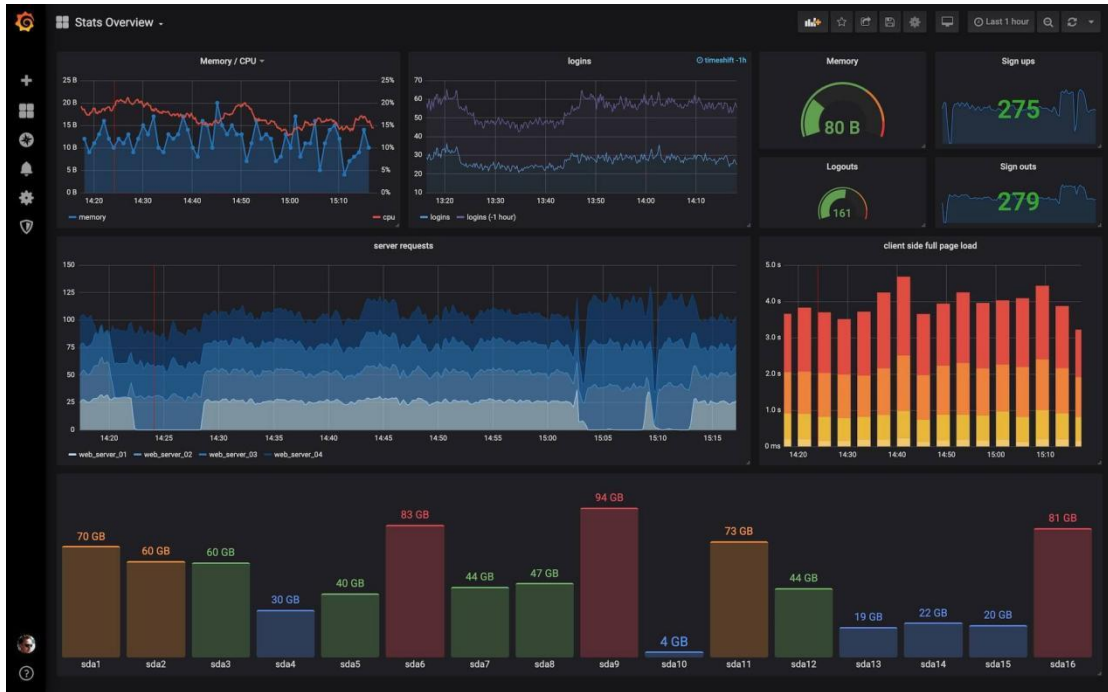 Stats Overview
Last 1 hour
Memory / CPU
25 B
20 B
15 B
10 B
5 B
0 B
25%
20%
15%
10%
5%
0%
14:20 14:30 14:40 14:50 15:00 15:10
memory
cpu
logins
timeshift -1h
70
60
50
40
30
20
10
13:20 13:30 13:40 13:50 14:00 14:10
logins logins (-1 hour)
Memory
80 B
Sign ups
275
Logouts
161
Sign outs
279
server requests
150
125
100
75
50
25
0
14:20 14:25 14:30 14:35 14:40 14:45 14:50 14:55 15:00 15:05 15:10 15:15
web_server_01 web_server_02 web_server_03 web_server_04
client side full page load
5.0 s
4.0 s
3.0 s
2.0 s
1.0 s
0 ms
14:20 14:30 14:40 14:50 15:00 15:10
70 GB 60 GB 60 GB 30 GB 40 GB 83 GB 44 GB 47 GB 94 GB 4 GB 73 GB 44 GB 19 GB 22 GB 20 GB 81 GB
sda1 sda2 sda3 sda4 sda5 sda6 sda7 sda8 sda9 sda10 sda11 sda12 sda13 sda14 sda15 sda16